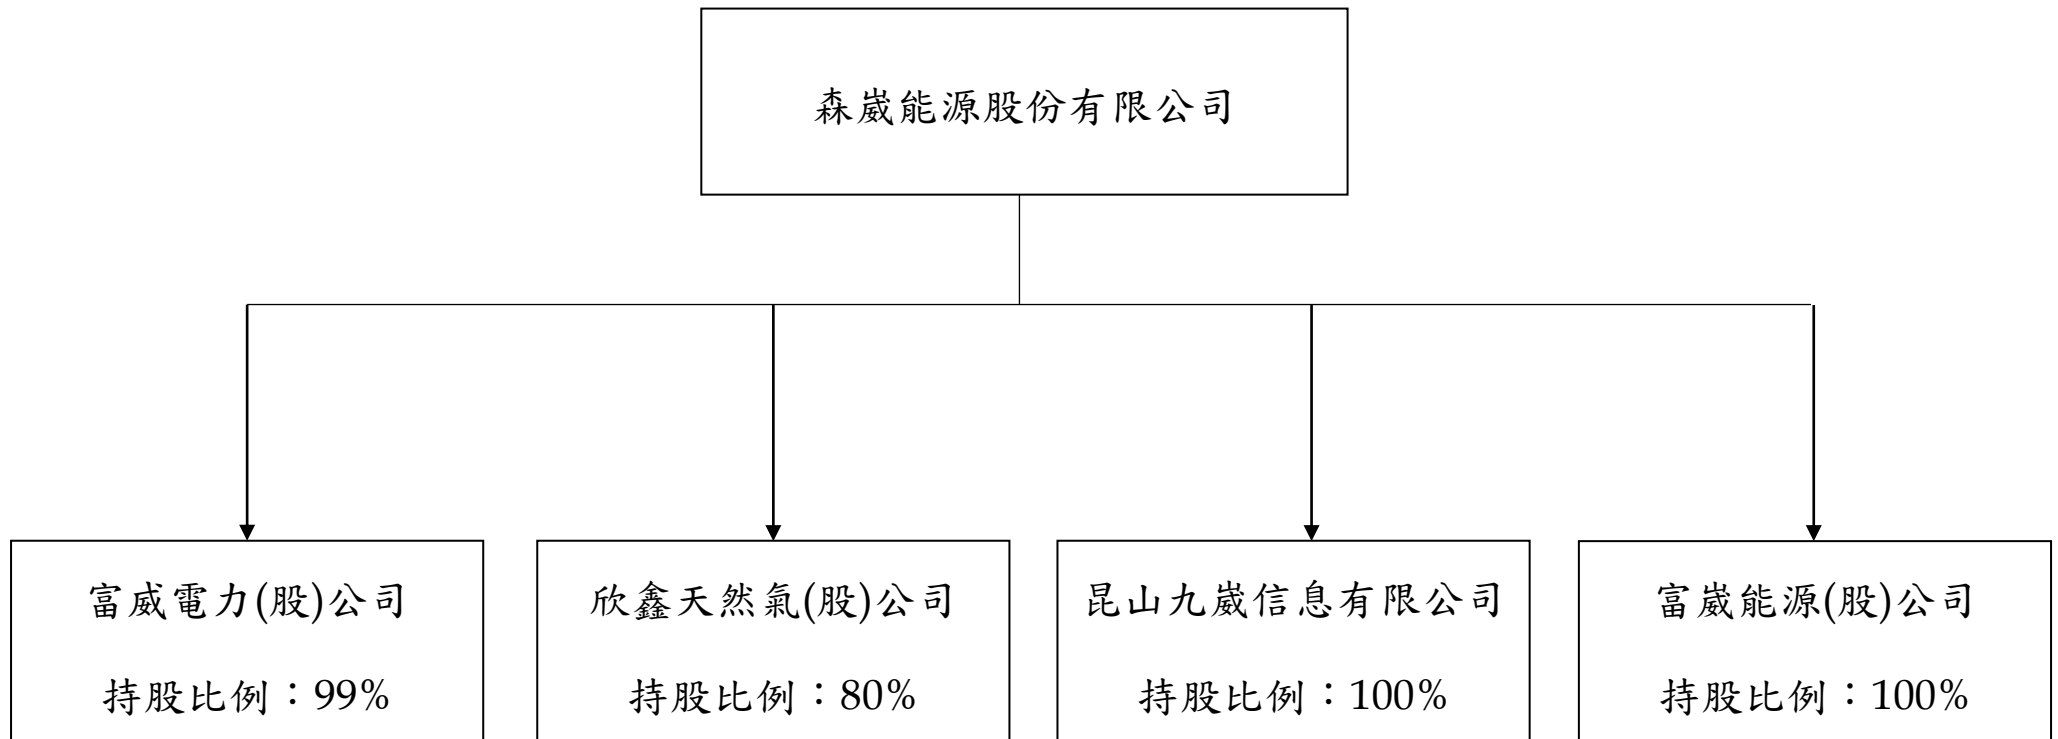 森崴能源股份有限公司
富威電力(股)公司
持股比例：99%
欣鑫天然氣(股)公司
持股比例：80%
昆山九崴信息有限公司
持股比例：100%
富崴能源(股)公司
持股比例：100%